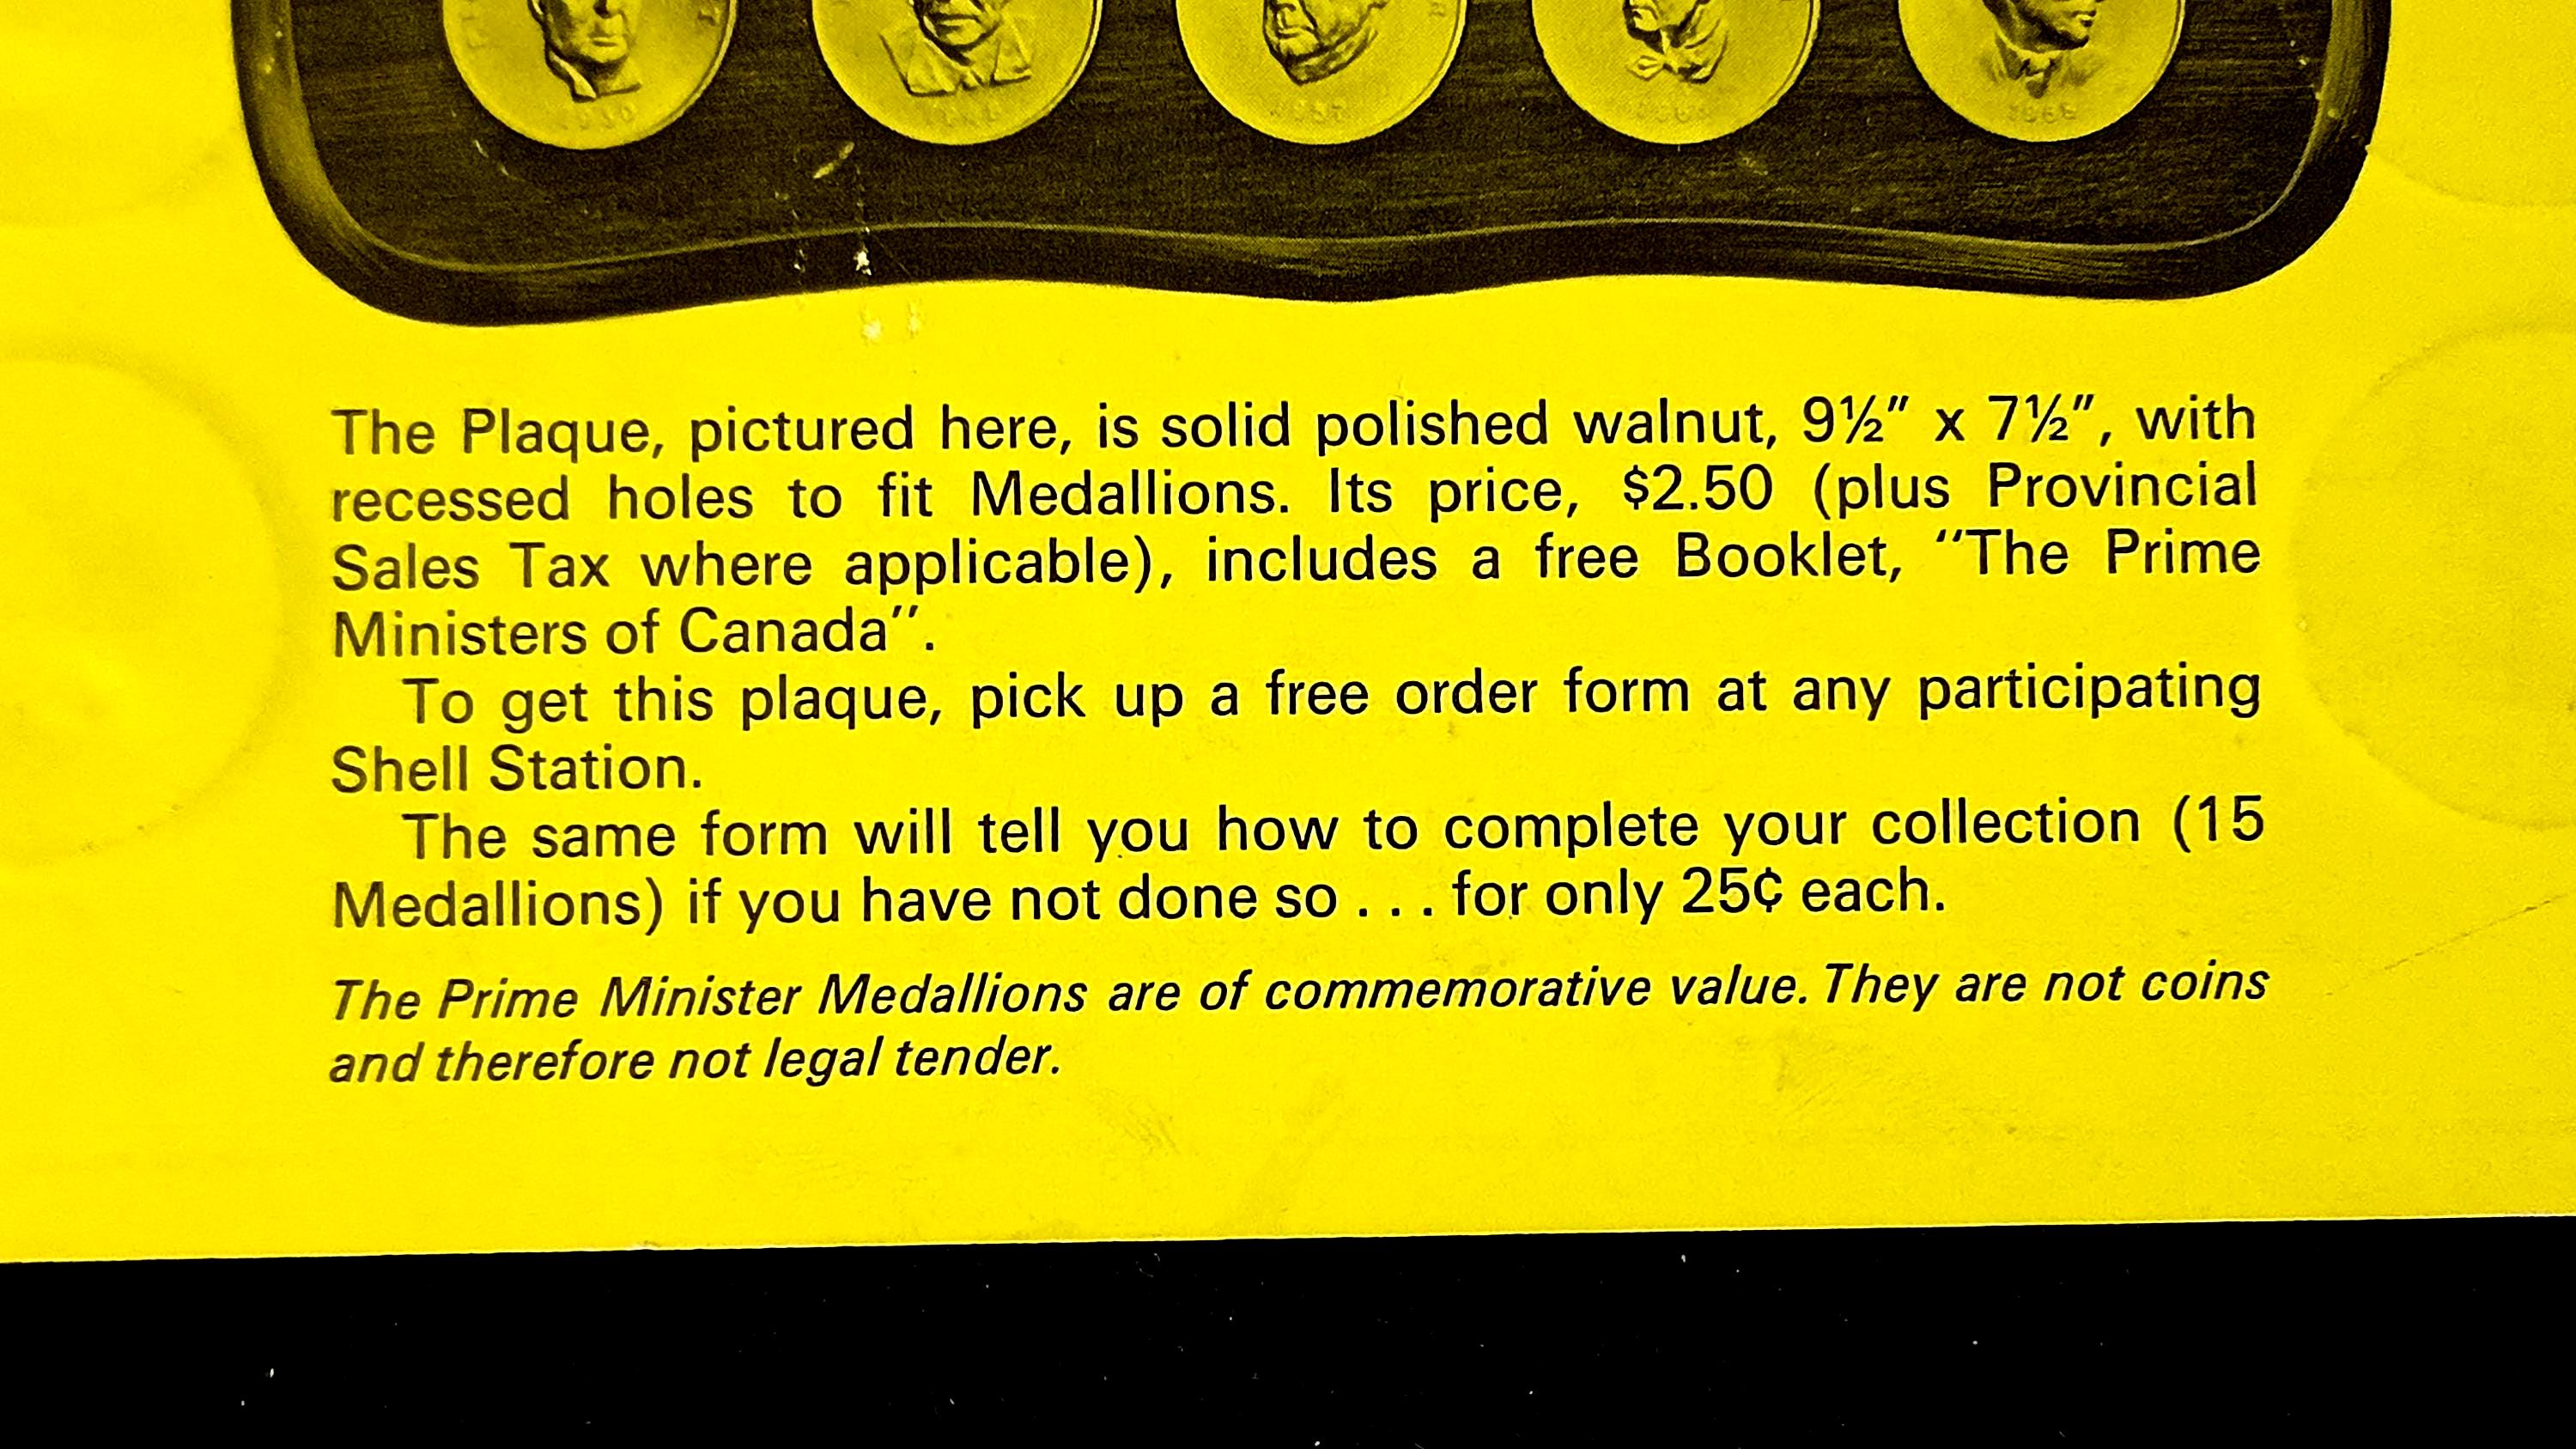 The Plaque, pictured here, is solid polished walnut, 9½″ x 7½″, with
recessed holes to fit Medallions. Its price, $2.50 (plus Provincial
Sales Tax where applicable), includes a free Booklet, “The Prime
Ministers of Canada”.
To get this plaque, pick up a free order form at any participating
Shell Station.
The same form will tell you how to complete your collection (15
Medallions) if you have not done so . . . for only 25¢ each.
The Prime Minister Medallions are of commemorative value. They are not coins
and therefore not legal tender.